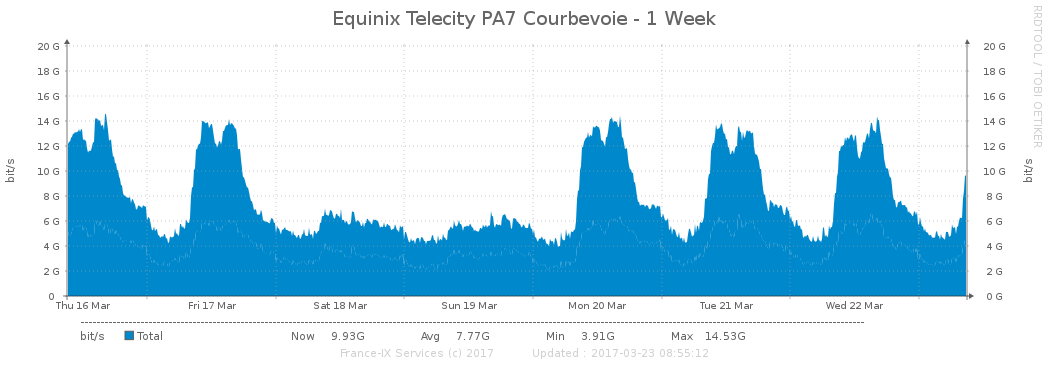 Equinix Telecity PA7 Courbevoie - 1 Week
RRDTOOL / TOBI OETIKER
bit/s
20 G 20 G
18 G 18 G
16 G 16 G
14 G 14 G
12 G 12 G
10 G 10 G
8 G 8 G
6 G 6 G
4 G 4 G
2 G 2 G
0 0 G
bit/s
Thu 16 Mar Fri 17 Mar Sat 18 Mar Sun 19 Mar Mon 20 Mar Tue 21 Mar Wed 22 Mar
bit/s Total Now 9.93G Avg 7.77G Min 3.91G Max 14.53G
France-IX Services (c) 2017 Updated : 2017-03-23 08:55:12